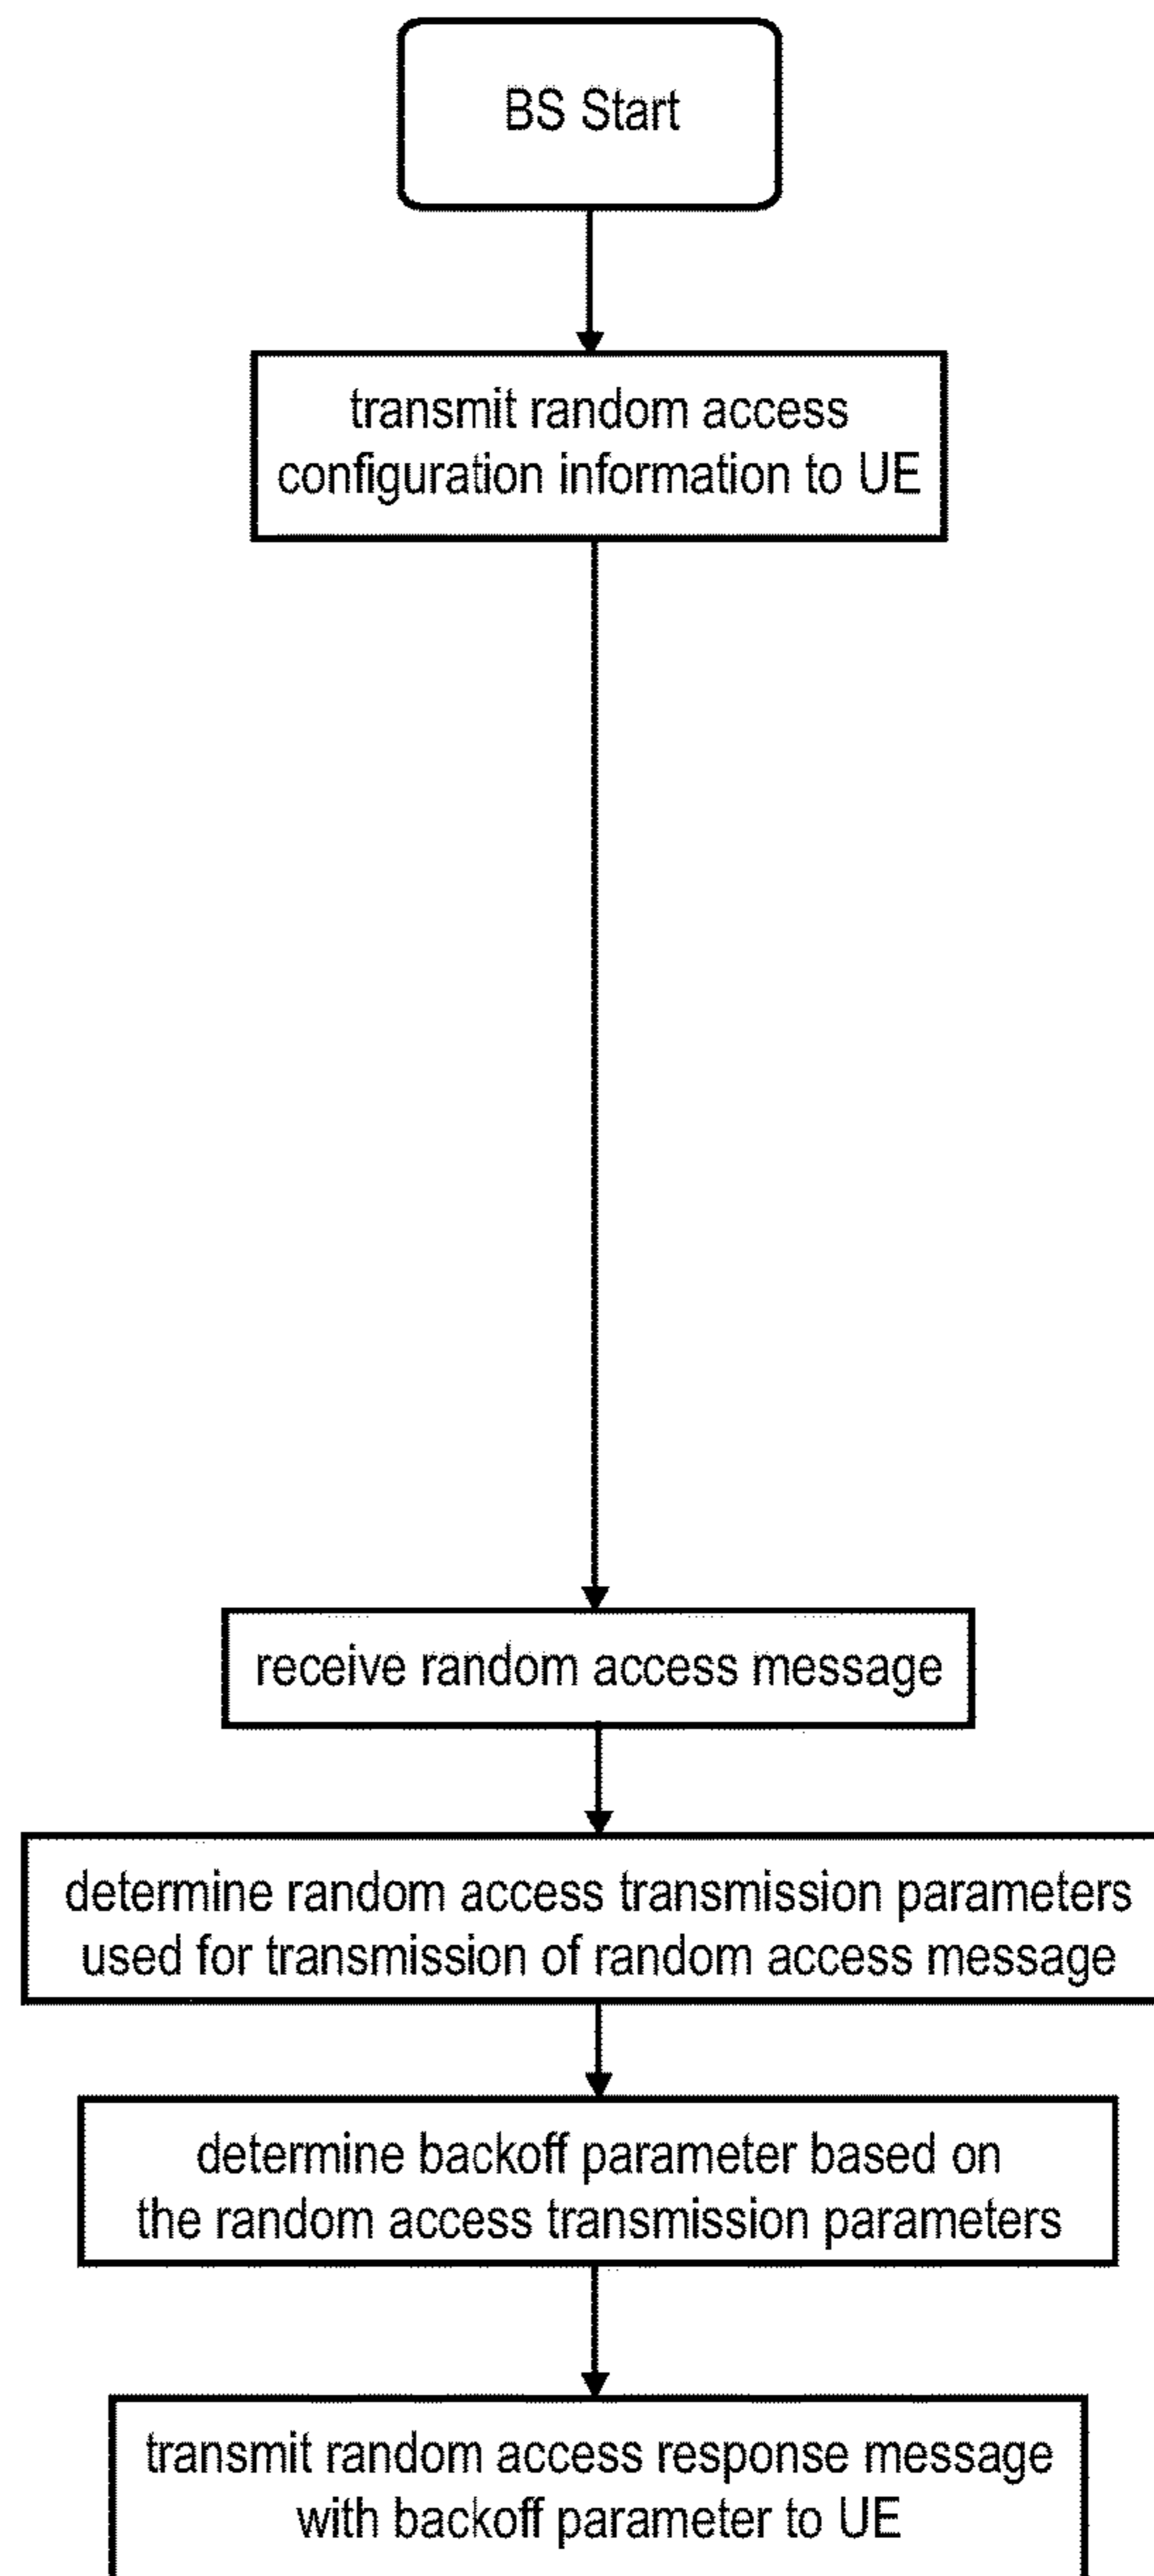 BS Start
transmit random access
configuration information to UE
receive random access message
determine random access transmission parameters
used for transmission of random access message
determine backoff parameter based on
the random access transmission parameters
transmit random access response message
with backoff parameter to UE